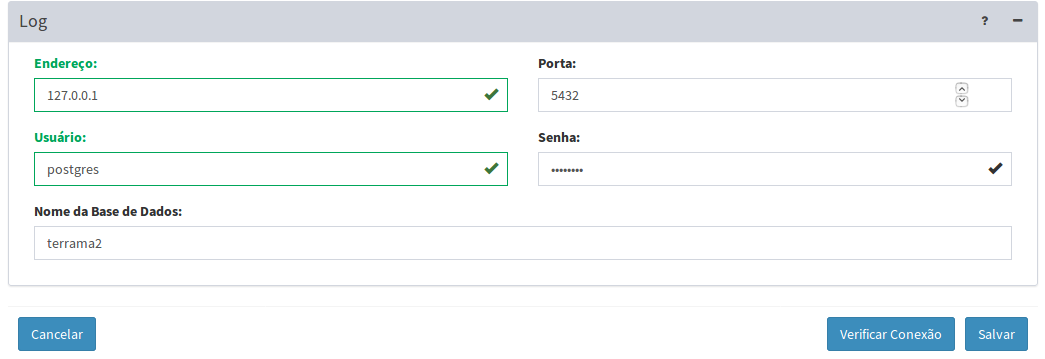 Log ? −
Endereço: Porta:
127.0.0.1 5432
Usuário: Senha:
postgres ••••••••
Nome da Base de Dados:
terrama2
Cancelar Verificar Conexão Salvar